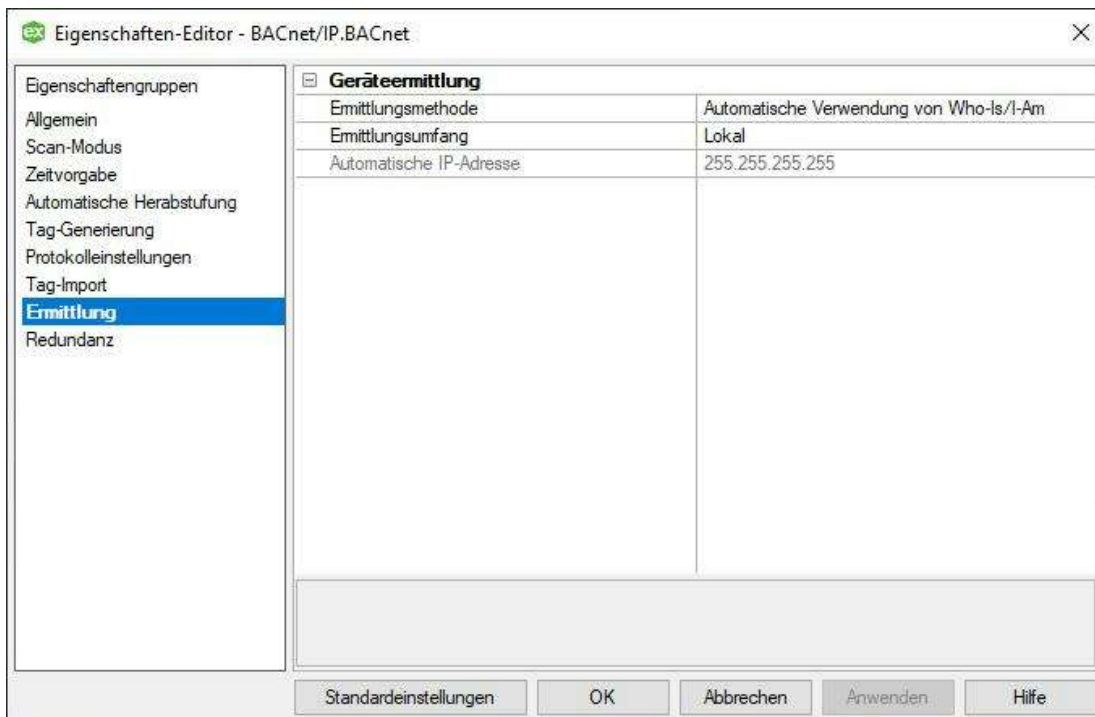 ex Eigenschaften-Editor - BACnet/IP.BACnet
Eigenschaftengruppen
Allgemein
Scan-Modus
Zeitvorgabe
Automatische Herabstufung
Tag-Generierung
Protokolleinstellungen
Tag-Import
Ermittlung
Redundanz
Geräteermittlung
Ermittlungsmethode Automatische Verwendung von Who-Is/I-Am
Ermittlungsumfang Lokal
Automatische IP-Adresse 255.255.255.255
Standardeinstellungen OK Abbrechen Anwenden Hilfe